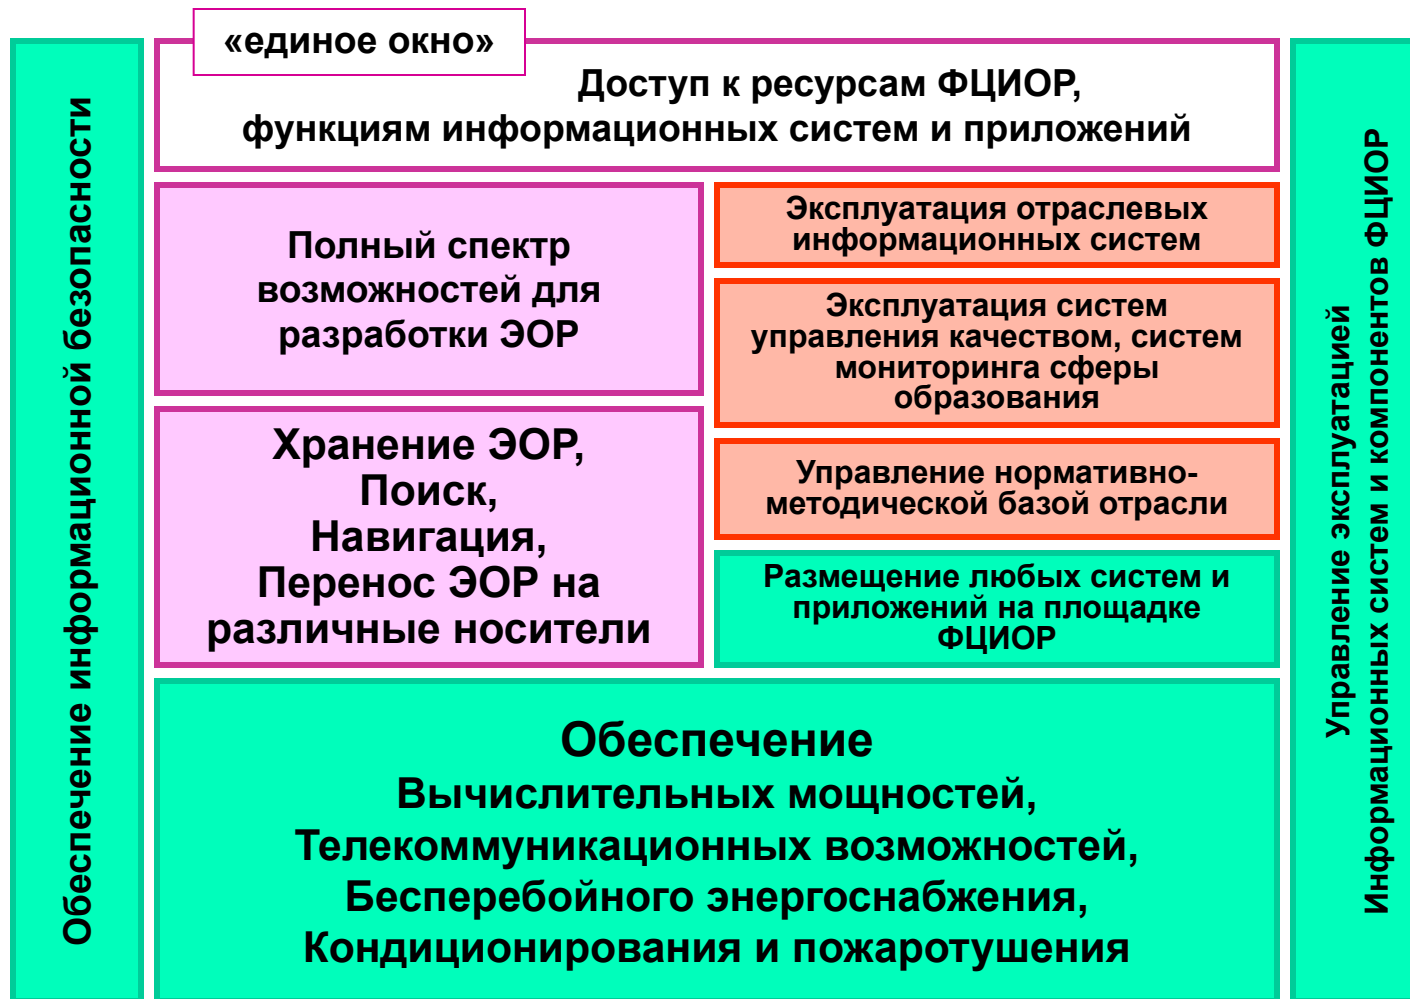 «единое окно»
Доступ к ресурсам ФЦИОР,
функциям информационных систем и приложений
Обеспечение информационной безопасности
Полный спектр
возможностей для
разработки ЭОР
Хранение ЭОР,
Поиск,
Навигация,
Перенос ЭОР на
различные носители
Эксплуатация отраслевых
информационных систем
Эксплуатация систем
управления качеством, систем
мониторинга сферы
образования
Управление нормативно-
методической базой отрасли
Размещение любых систем и
приложений на площадке
ФЦИОР
Обеспечение
Вычислительных мощностей,
Телекоммуникационных возможностей,
Бесперебойного энергоснабжения,
Кондиционирования и пожаротушения
Управление эксплуатацией
Информационных систем и компонентов ФЦИОР